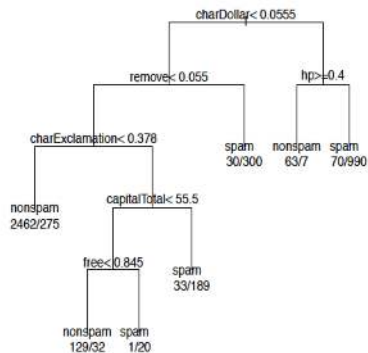 charDollar< 0.0555
remove< 0.055
hp>=0.4
charExclamation< 0.378
spam
30/300
nonspam
63/7
spam
70/990
nonspam
2462/275
capitalTotal< 55.5
free< 0.845
spam
33/189
nonspam
129/32
spam
1/20